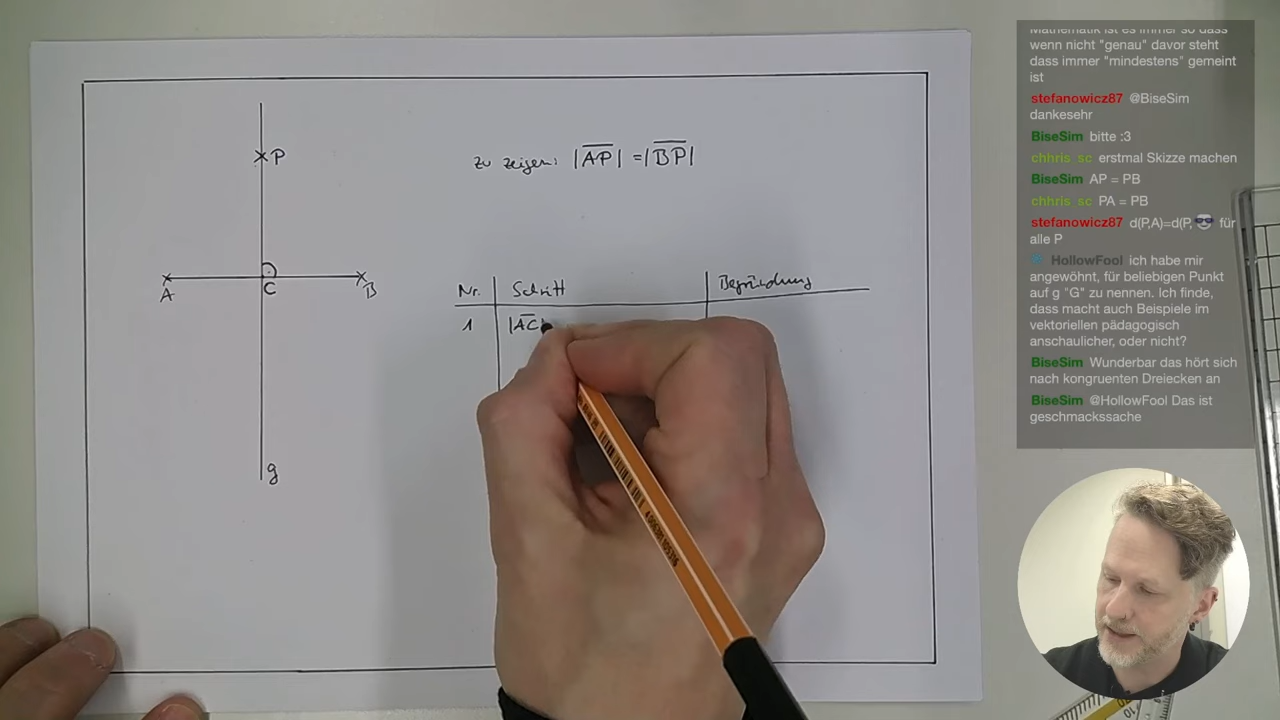 P
zu zeigen: |AP| = |BP|
A
C
B
Nr. Schritt Begründung
1 |AC|
g
Mathematik ist es immer so dass
wenn nicht "genau" davor steht
dass immer "mindestens" gemeint
ist
stefanowicz87 @BiseSim
dankesehr
BiseSim bitte :3
chhris_sc erstmal Skizze machen
BiseSim AP = PB
chhris_sc PA = PB
stefanowicz87 d(P,A)=d(P,😎 für
alle P
HollowFool ich habe mir
angewöhnt, für beliebigen Punkt
auf g "G" zu nennen. Ich finde,
dass macht auch Beispiele im
vektoriellen pädagogisch
anschaulicher, oder nicht?
BiseSim Wunderbar das hört sich
nach kongruenten Dreiecken an
BiseSim @HollowFool Das ist
geschmackssache